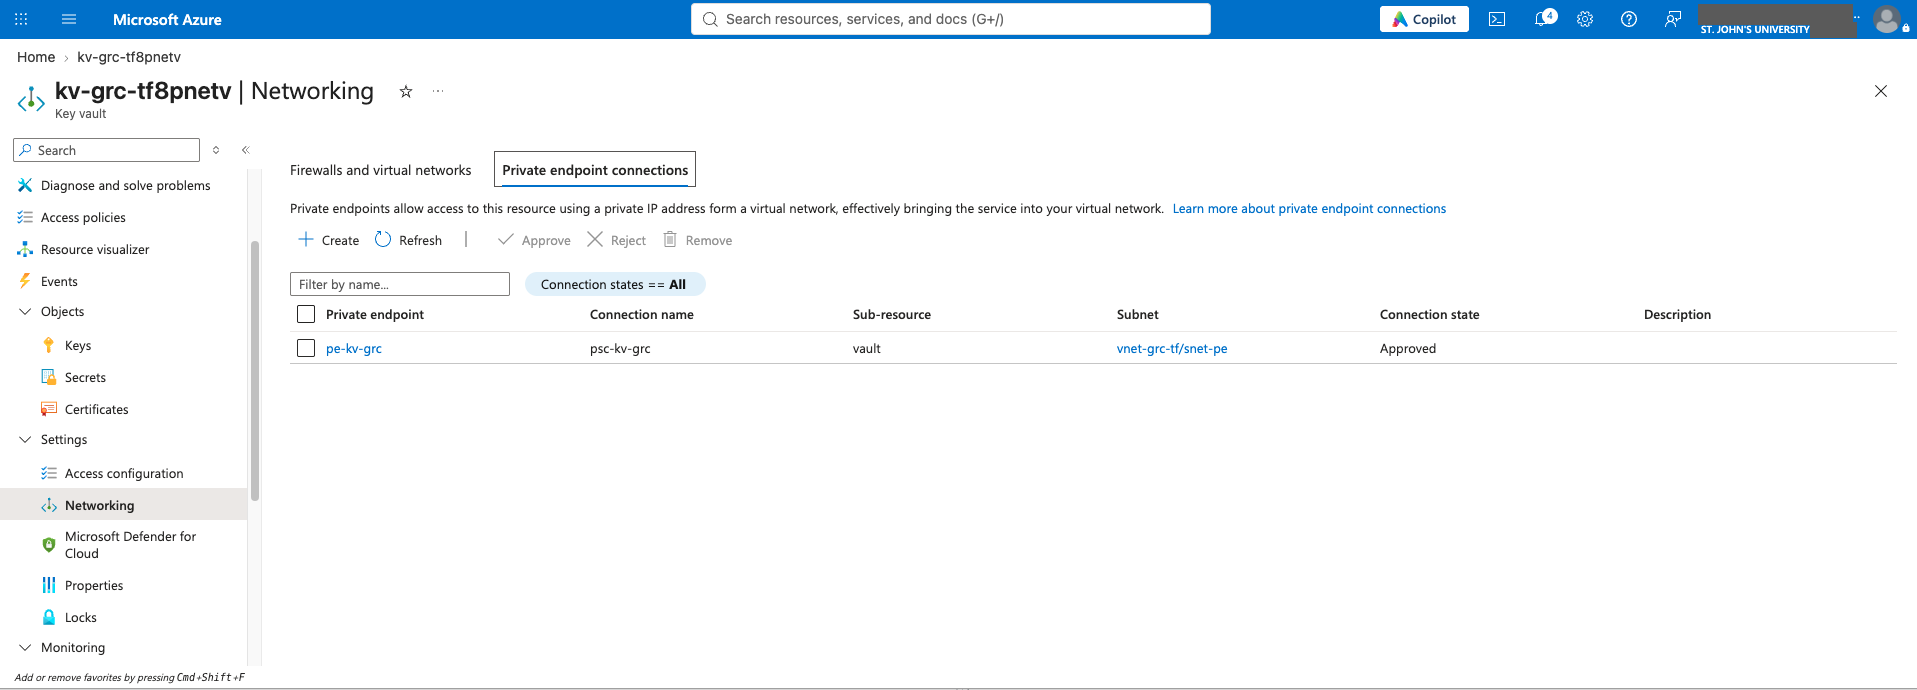 Microsoft Azure
Search resources, services, and docs (G+/)
Copilot
4
ST. JOHN'S UNIVERSITY
Home › kv-grc-tf8pnetv
kv-grc-tf8pnetv | Networking
Key vault
Search
Diagnose and solve problems
Access policies
Resource visualizer
Events
Objects
Keys
Secrets
Certificates
Settings
Access configuration
Networking
Microsoft Defender for
Cloud
Properties
Locks
Monitoring
Add or remove favorites by pressing Cmd+Shift+F
Firewalls and virtual networks
Private endpoint connections
Private endpoints allow access to this resource using a private IP address form a virtual network, effectively bringing the service into your virtual network. Learn more about private endpoint connections
Create Refresh | Approve Reject Remove
Filter by name...
Connection states == All
Private endpoint Connection name Sub-resource Subnet Connection state Description
pe-kv-grc psc-kv-grc vault vnet-grc-tf/snet-pe Approved